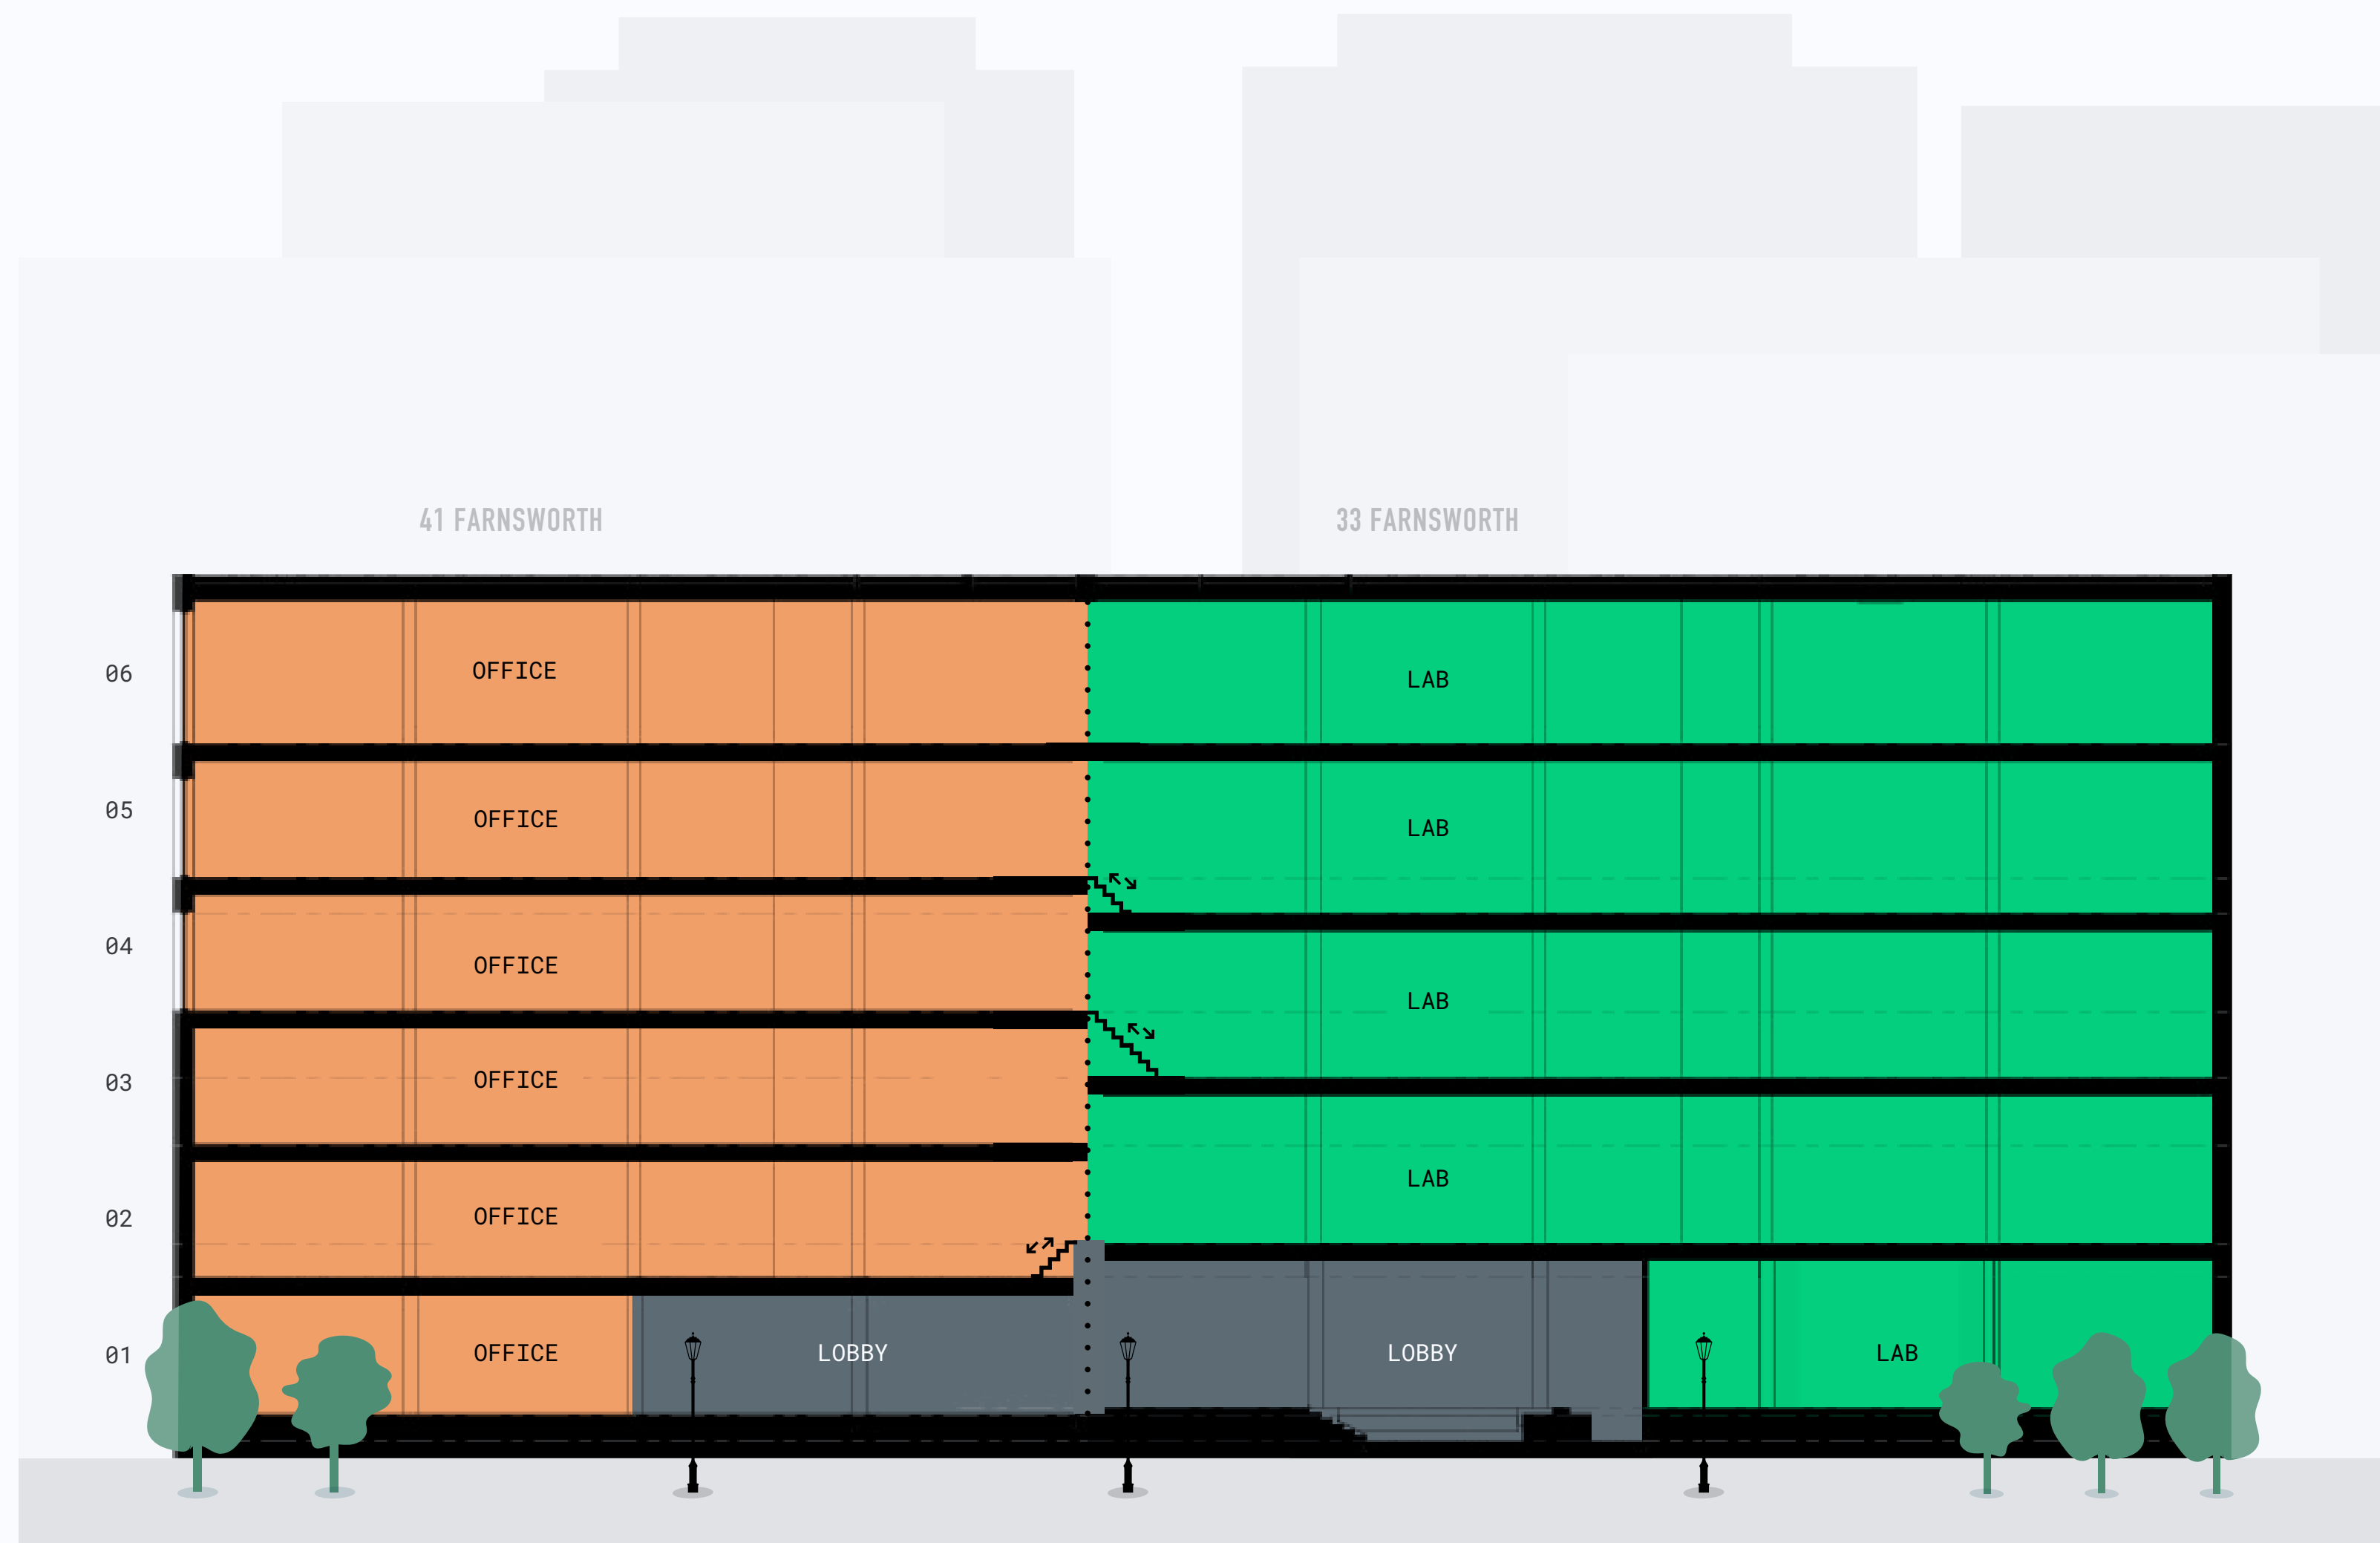 41 FARNSWORTH
33 FARNSWORTH
06
OFFICE
LAB
05
OFFICE
LAB
04
OFFICE
LAB
03
OFFICE
LAB
02
OFFICE
01
OFFICE
LOBBY
LOBBY
LAB